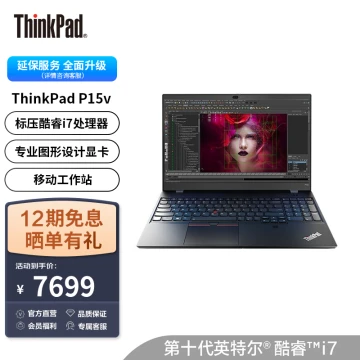 ThinkPad
延保服务 全面升级
(详情咨询客服)
ThinkPad P15v
标压酷睿i7处理器
专业图形设计显卡
移动工作站
12期免息
晒单有礼
活动到手价
¥ 7699
官方直营 品质保证
会员福利 专属客服
第十代英特尔® 酷睿™ i7
ThinkPad